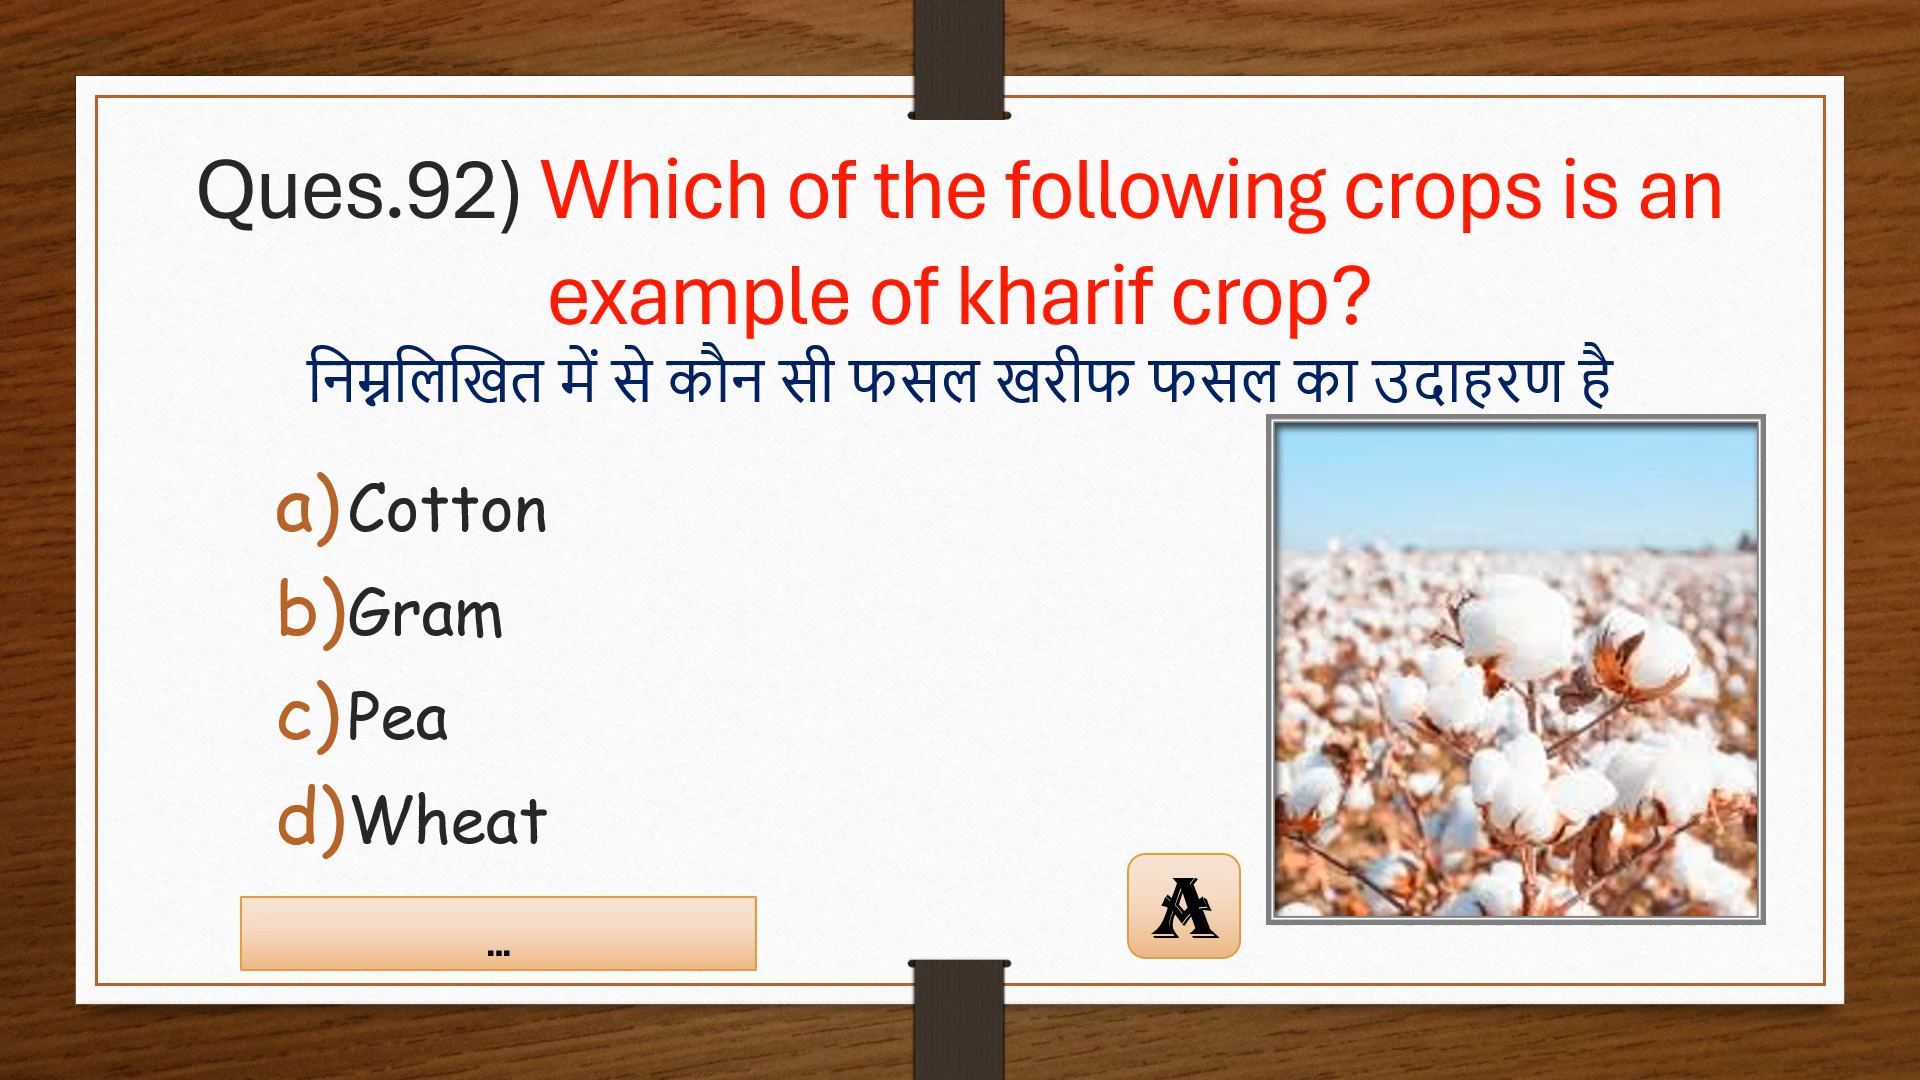 Ques.92) Which of the following crops is an
example of kharif crop?
निम्नलिखित में से कौन सी फसल खरीफ फसल का उदाहरण है
a)Cotton
b)Gram
c)Pea
d)Wheat
...
A